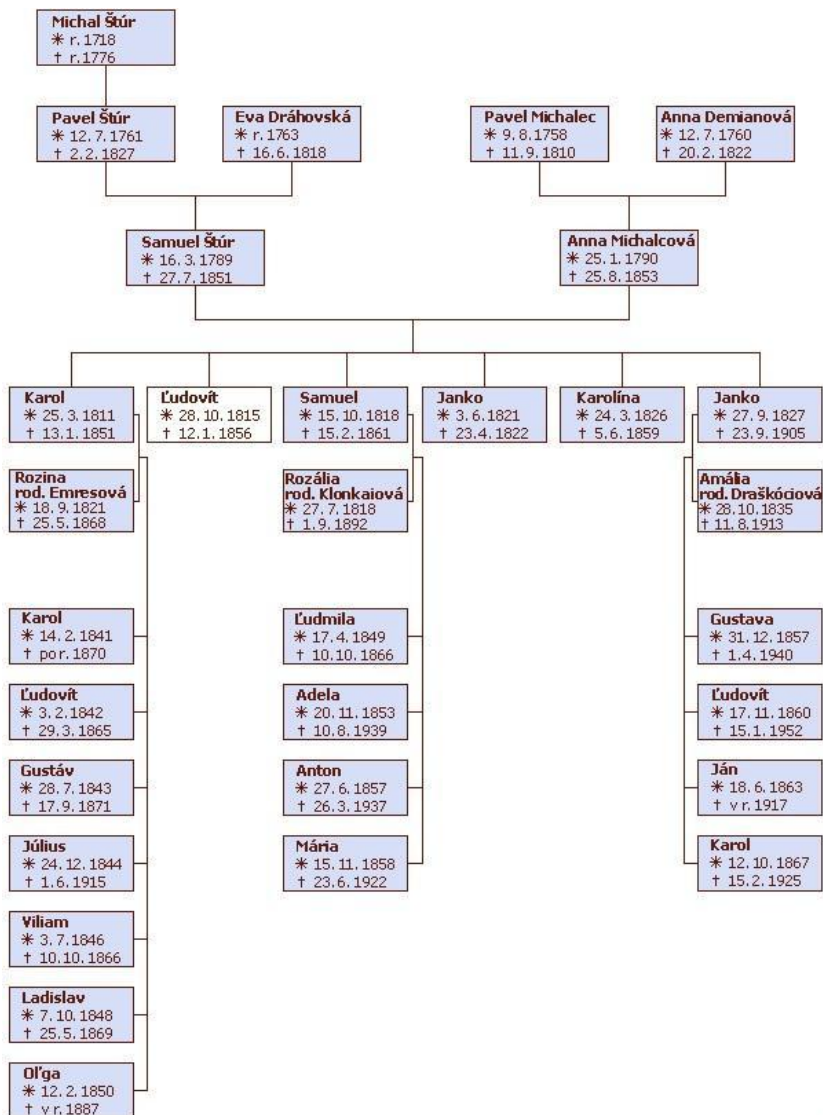 Michal Štúr
✳ r. 1718
† r.1776
Pavel Štúr
✳ 12.7.1761
† 2.2.1827
Eva Dráhovská
✳ r.1763
† 16.6.1818
Pavel Michalec
✳ 9.8.1758
† 11.9.1810
Anna Demianová
✳ 12.7.1760
† 20.2.1822
Samuel Štúr
✳ 16.3.1789
† 27.7.1851
Anna Michalcová
✳ 25.1.1790
† 25.8.1853
Karol
✳ 25.3.1811
† 13.1.1851
Ľudovít
✳ 28.10.1815
† 12.1.1856
Samuel
✳ 15.10.1818
† 15.2.1861
Janko
✳ 3.6.1821
† 23.4.1822
Karolína
✳ 24.3.1826
† 5.6.1859
Janko
✳ 27.9.1827
† 23.9.1905
Rozina
rod. Emresová
✳ 18.9.1821
† 25.5.1868
Rozália
rod. Klonkaiová
✳ 27.7.1818
† 1.9.1892
Amália
rod. Draškóciová
✳ 28.10.1835
† 11.8.1913
Karol
✳ 14.2.1841
† por.1870
Ľudovít
✳ 3.2.1842
† 29.3.1865
Gustáv
✳ 28.7.1843
† 17.9.1871
Július
✳ 24.12.1844
† 1.6.1915
Viliam
✳ 3.7.1846
† 10.10.1866
Ladislav
✳ 7.10.1848
† 25.5.1869
Oľga
✳ 12.2.1850
† v r.1887
Ľudmila
✳ 17.4.1849
† 10.10.1866
Adela
✳ 20.11.1853
† 10.8.1939
Anton
✳ 27.6.1857
† 26.3.1937
Mária
✳ 15.11.1858
† 23.6.1922
Gustava
✳ 31.12.1857
† 1.4.1940
Ľudovít
✳ 17.11.1860
† 15.1.1952
Ján
✳ 18.6.1863
† v r.1917
Karol
✳ 12.10.1867
† 15.2.1925